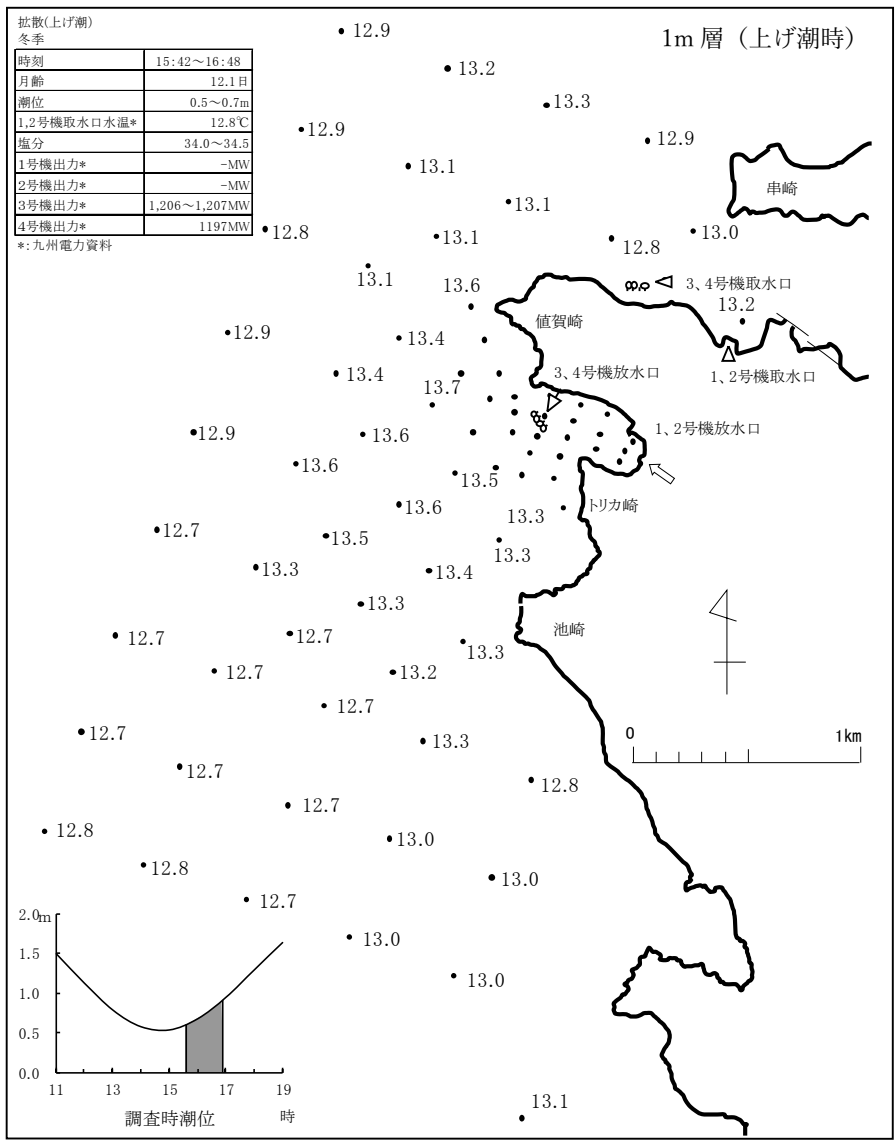 拡散(上げ潮)
冬季
時刻 15:42～16:48
月齢 12.1日
潮位 0.5～0.7m
1,2号機取水口水温* 12.8℃
塩分 34.0～34.5
1号機出力* -MW
2号機出力* -MW
3号機出力* 1,206～1,207MW
4号機出力* 1197MW
*:九州電力資料
1m 層（上げ潮時）
12.9
13.2
13.3
12.9
12.9
13.1
串崎
13.1
12.8
13.1
12.8
13.0
13.1
13.6
3、4号機取水口
13.2
値賀崎
12.9
13.4
1、2号機取水口
13.4
13.7
3、4号機放水口
12.9
13.6
1、2号機放水口
13.6
13.5
13.6
13.3
トリカ崎
12.7
13.5
13.3
13.3
13.4
13.3
12.7
12.7
池崎
13.3
12.7
13.2
12.7
12.7
13.3
0 1km
12.7
12.8
12.7
12.8
13.0
12.8
13.0
12.7
13.0
13.0
13.1
2.0 m
1.5
1.0
0.5
0.0
11 13 15 17 19
調査時潮位 時